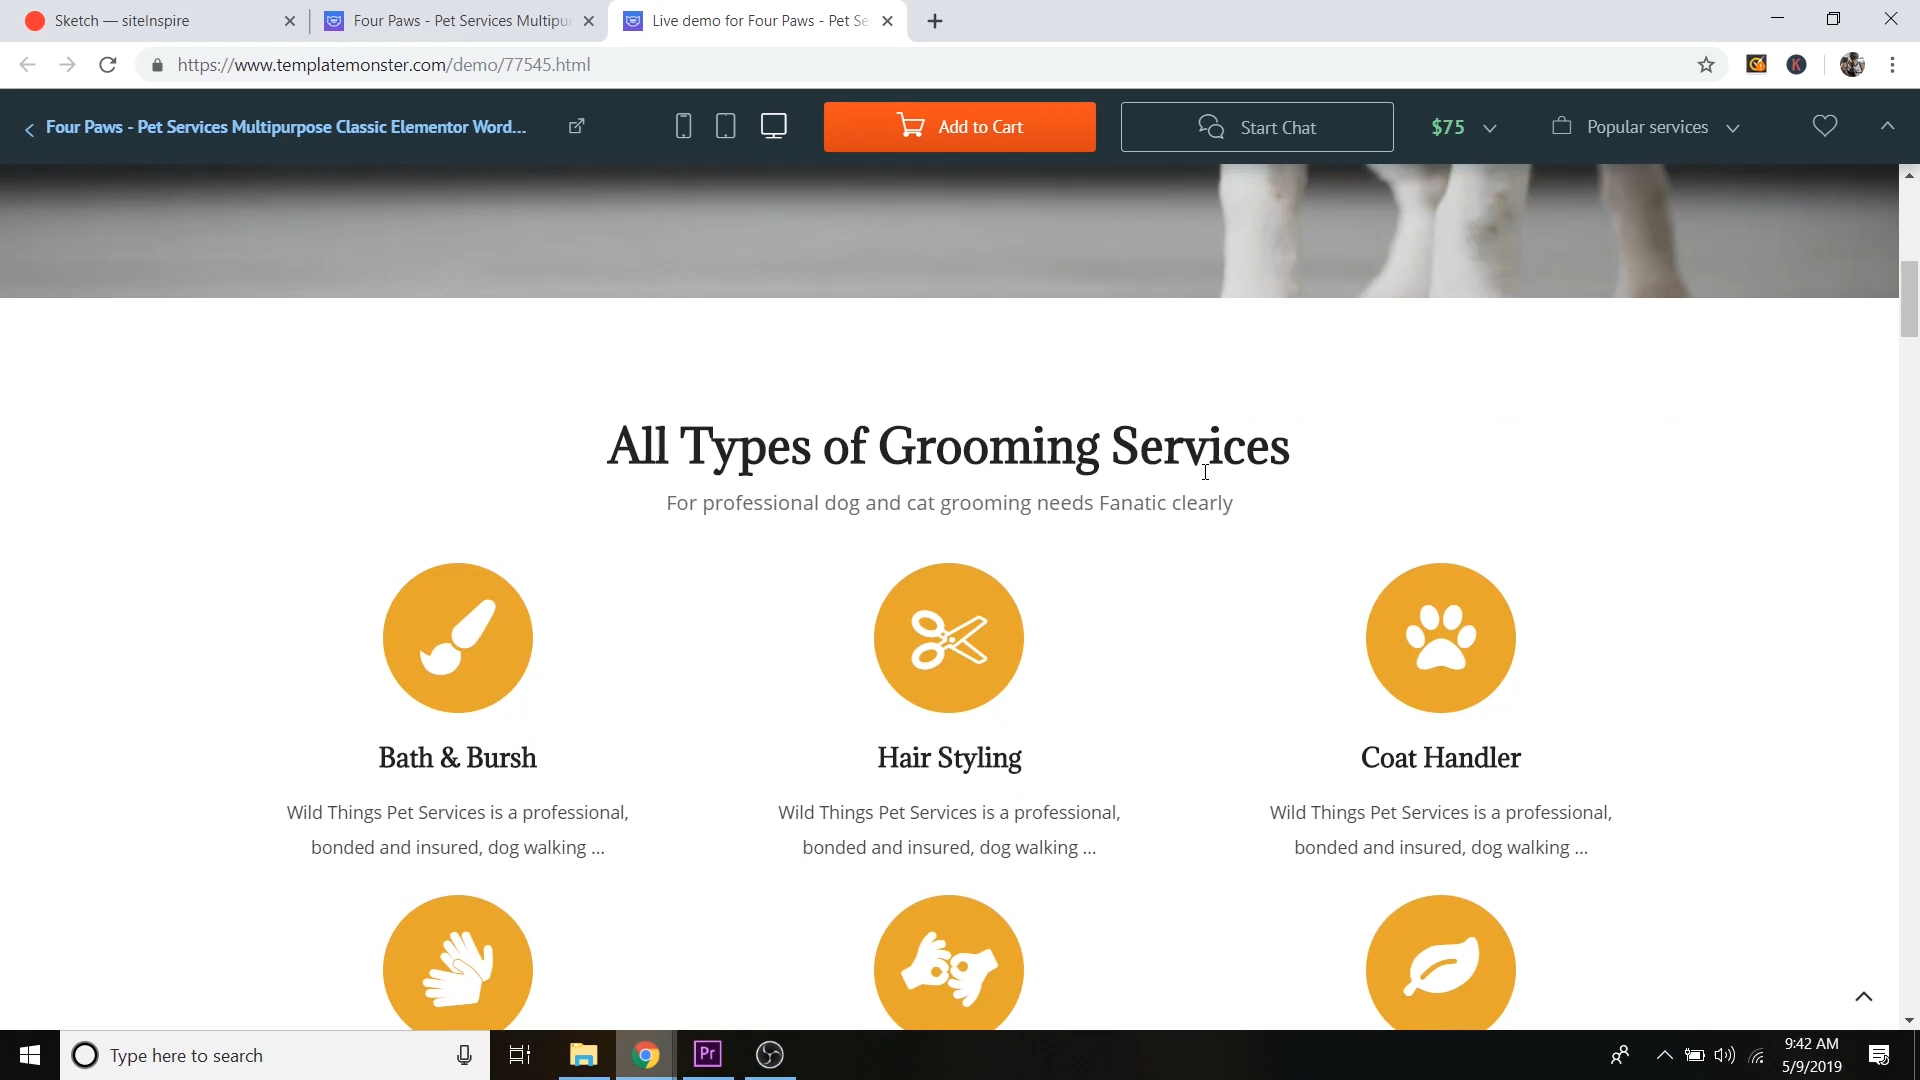 Sketch — siteInspire
Four Paws - Pet Services Multipu
Live demo for Four Paws - Pet Se
https://www.templatemonster.com/demo/77545.html
K
Four Paws - Pet Services Multipurpose Classic Elementor Word...
Add to Cart
Start Chat
$75
Popular services
All Types of Grooming Services
For professional dog and cat grooming needs Fanatic clearly
Bath & Bursh
Hair Styling
Coat Handler
Wild Things Pet Services is a professional,
bonded and insured, dog walking ...
Wild Things Pet Services is a professional,
bonded and insured, dog walking ...
Wild Things Pet Services is a professional,
bonded and insured, dog walking ...
Type here to search
Pr
9:42 AM
5/9/2019